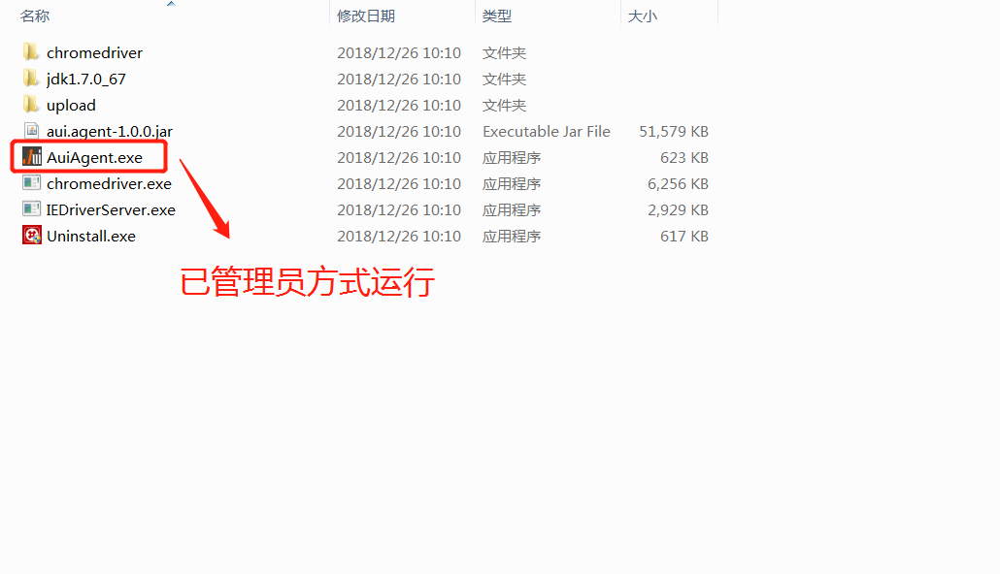 名称 修改日期 类型 大小
chromedriver 2018/12/26 10:10 文件夹
jdk1.7.0_67 2018/12/26 10:10 文件夹
upload 2018/12/26 10:10 文件夹
aui.agent-1.0.0.jar 2018/12/26 10:10 Executable Jar File 51,579 KB
AuiAgent.exe 2018/12/26 10:10 应用程序 623 KB
chromedriver.exe 2018/12/26 10:10 应用程序 6,256 KB
IEDriverServer.exe 2018/12/26 10:10 应用程序 2,929 KB
Uninstall.exe 2018/12/26 10:10 应用程序 617 KB
已管理员方式运行